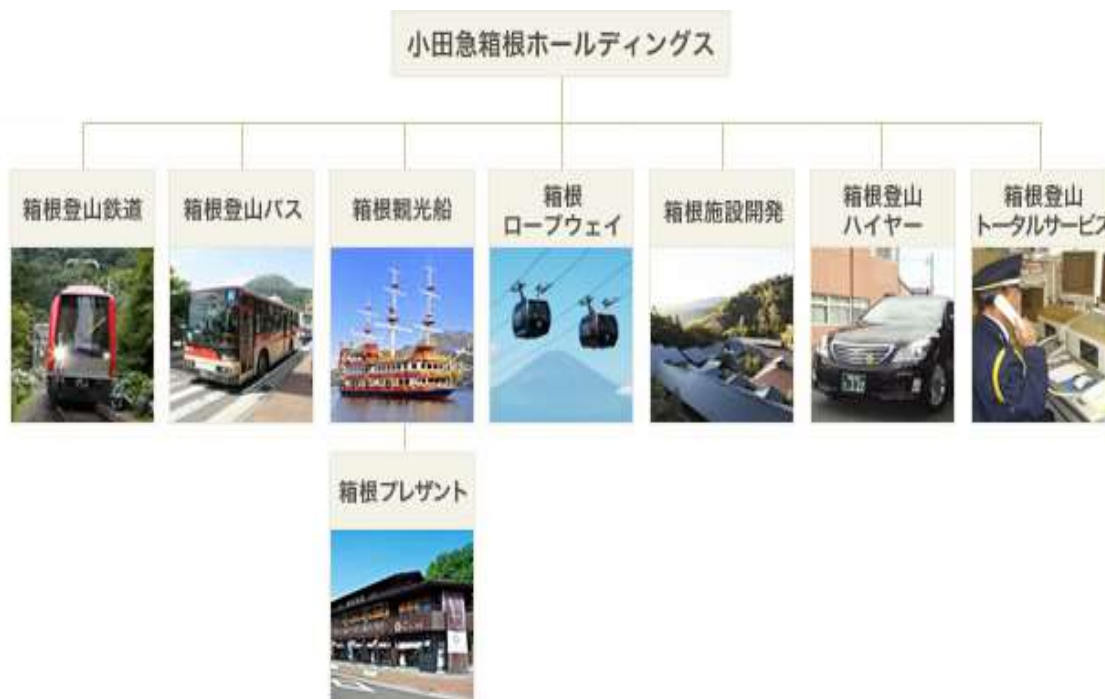 小田急箱根ホールディングス
箱根登山鉄道
箱根登山バス
箱根観光船
箱根
ロープウェイ
箱根施設開発
箱根登山
ハイヤー
箱根登山
トータルサービス
箱根プレザント